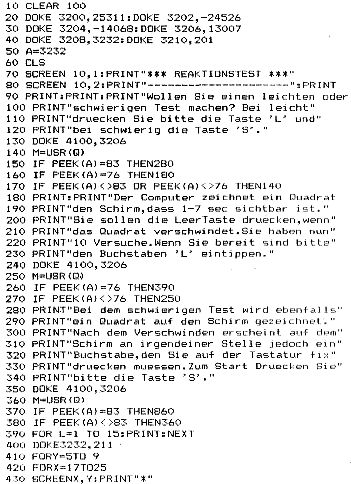 10 CLEAR 100
20 DOKE 3200,25311:DOKE 3202,-24526
30 DOKE 3204,-14068:DOKE 3206,13007
40 DOKE 3208,3232:DOKE 3210,201
50 A=3232
60 CLS
70 SCREEN 10,1:PRINT"*** REAKTIONSTEST ***"
80 SCREEN 10,2:PRINT"---------------------":PRINT
90 PRINT:PRINT"Wollen Sie einen leichten oder
100 PRINT"schwierigen Test machen? Bei leicht"
110 PRINT"druecken Sie bitte die Taste 'L' und"
120 PRINT"bei schwierig die Taste 'S'."
130 DOKE 4100,3206
140 M=USR(Q)
150 IF PEEK(A)=83 THEN280
160 IF PEEK(A)=76 THEN180
170 IF PEEK(A)<>83 OR PEEK(A)<>76 THEN140
180 PRINT:PRINT"Der Computer zeichnet ein Quadrat
190 PRINT"den Schirm,dass 1-7 sec sichtbar ist."
200 PRINT"Sie sollen die LeerTaste druecken,wenn"
210 PRINT"das Quadrat verschwindet.Sie haben nun"
220 PRINT"10 Versuche.Wenn Sie bereit sind bitte"
230 PRINT"den Buchstaben 'L' eintippen."
240 DOKE 4100,3206
250 M=USR(Q)
260 IF PEEK(A)=76 THEN390
270 IF PEEK(A)<>76 THEN250
280 PRINT"Bei dem schwierigen Test wird ebenfalls"
290 PRINT"ein Quadrat auf den Schirm gezeichnet."
300 PRINT"Nach dem Verschwinden erscheint auf dem"
310 PRINT"Schirm an irgendeiner Stelle jedoch ein"
320 PRINT"Buchstabe,den Sie auf der Tastatur fix"
330 PRINT"druecken muessen.Zum Start Druecken Sie"
340 PRINT"bitte die Taste 'S'."
350 DOKE 4100,3206
360 M=USR(Q)
370 IF PEEK(A)=83 THEN860
380 IF PEEK(A)<>83 THEN360
390 FOR L=1 TO 15:PRINT:NEXT
400 DOKE3232,211
410 FORY=5TO 9
420 FORX=17TO25
430 SCREENX,Y:PRINT"*"